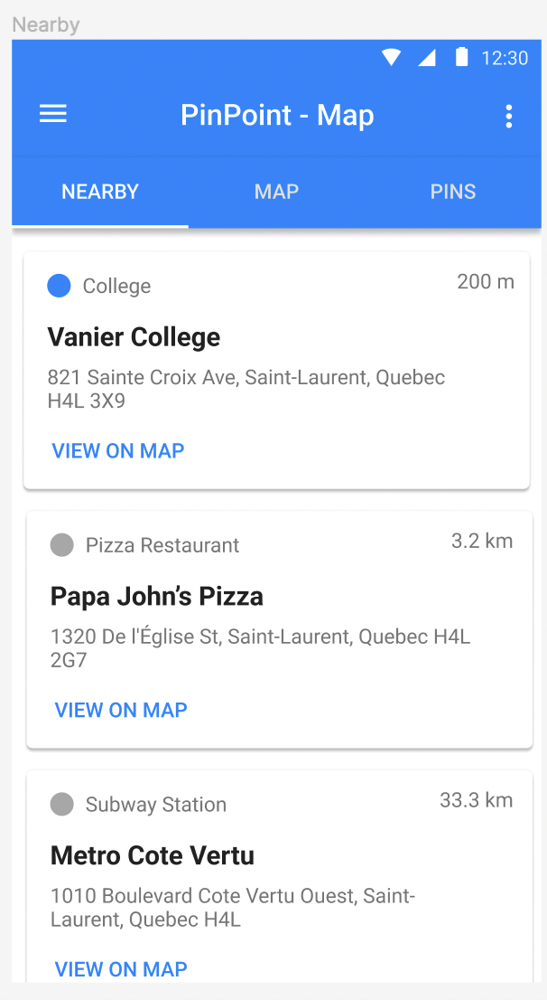 Nearby
12:30
PinPoint - Map
NEARBY MAP PINS
College 200 m
Vanier College
821 Sainte Croix Ave, Saint-Laurent, Quebec
H4L 3X9
VIEW ON MAP
Pizza Restaurant 3.2 km
Papa John’s Pizza
1320 De l'Église St, Saint-Laurent, Quebec H4L
2G7
VIEW ON MAP
Subway Station 33.3 km
Metro Cote Vertu
1010 Boulevard Cote Vertu Ouest, Saint-
Laurent, Quebec H4L
VIEW ON MAP